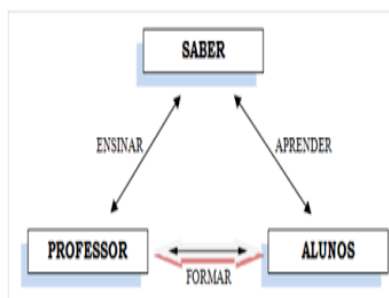 SABER
ENSINAR
APRENDER
PROFESSOR
ALUNOS
FORMAR